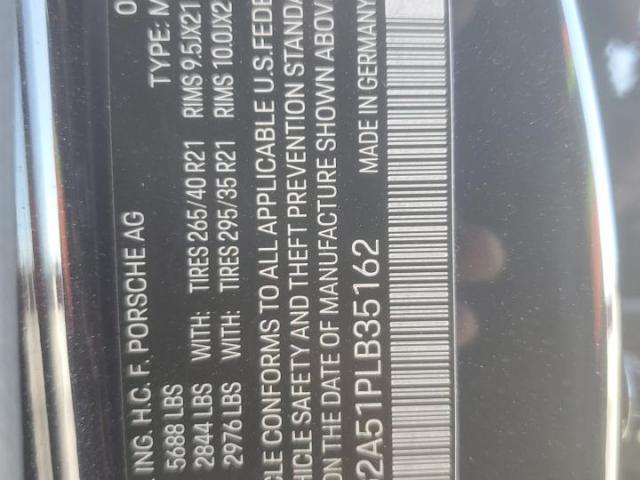 ING. H.C. F. PORSCHE AG
5688 LBS
2844 LBS WITH: TIRES 265/40 R21 RIMS 9.5JX21
2976 LBS WITH: TIRES 295/35 R21 RIMS 10.0JX2
TYPE: M
CLE CONFORMS TO ALL APPLICABLE U.S. FEDE
HICLE SAFETY AND THEFT PREVENTION STANDA
ON THE DATE OF MANUFACTURE SHOWN ABOVE
2A51PLB35162 MADE IN GERMANY